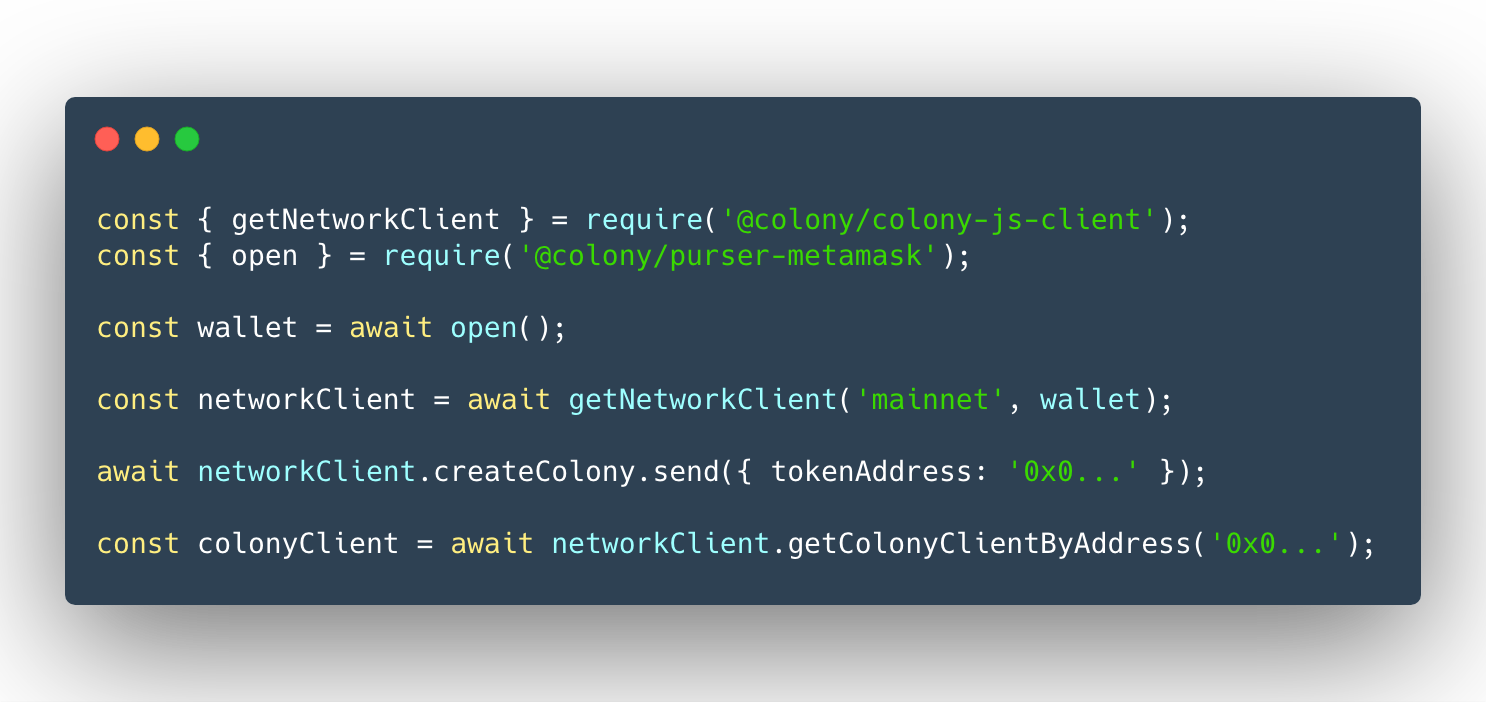 const { getNetworkClient } = require('@colony/colony-js-client');
const { open } = require('@colony/purser-metamask');
const wallet = await open();
const networkClient = await getNetworkClient('mainnet', wallet);
await networkClient.createColony.send({ tokenAddress: '0x0...' });
const colonyClient = await networkClient.getColonyClientByAddress('0x0...');